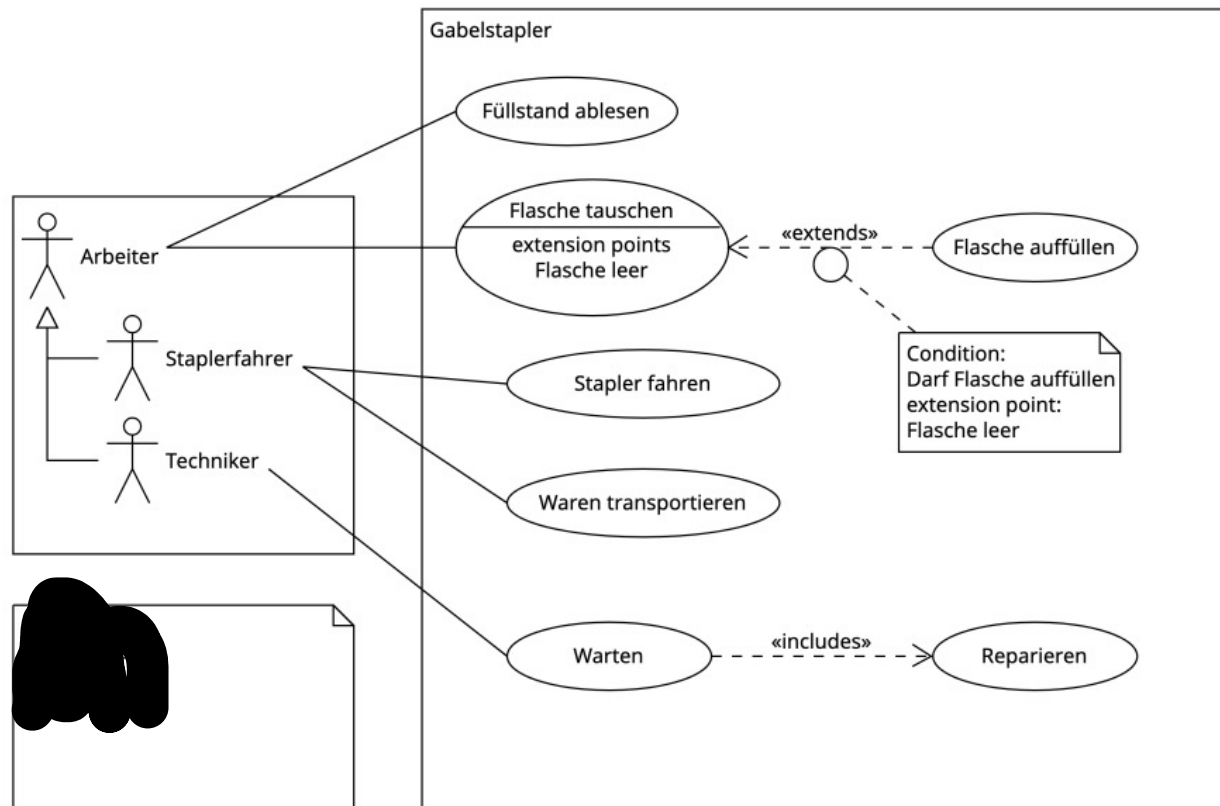 Gabelstapler
Füllstand ablesen
Arbeiter
Flasche tauschen
extension points
Flasche leer
«extends»
Flasche auffüllen
Condition:
Darf Flasche auffüllen
extension point:
Flasche leer
Staplerfahrer
Stapler fahren
Techniker
Waren transportieren
Warten
«includes»
Reparieren